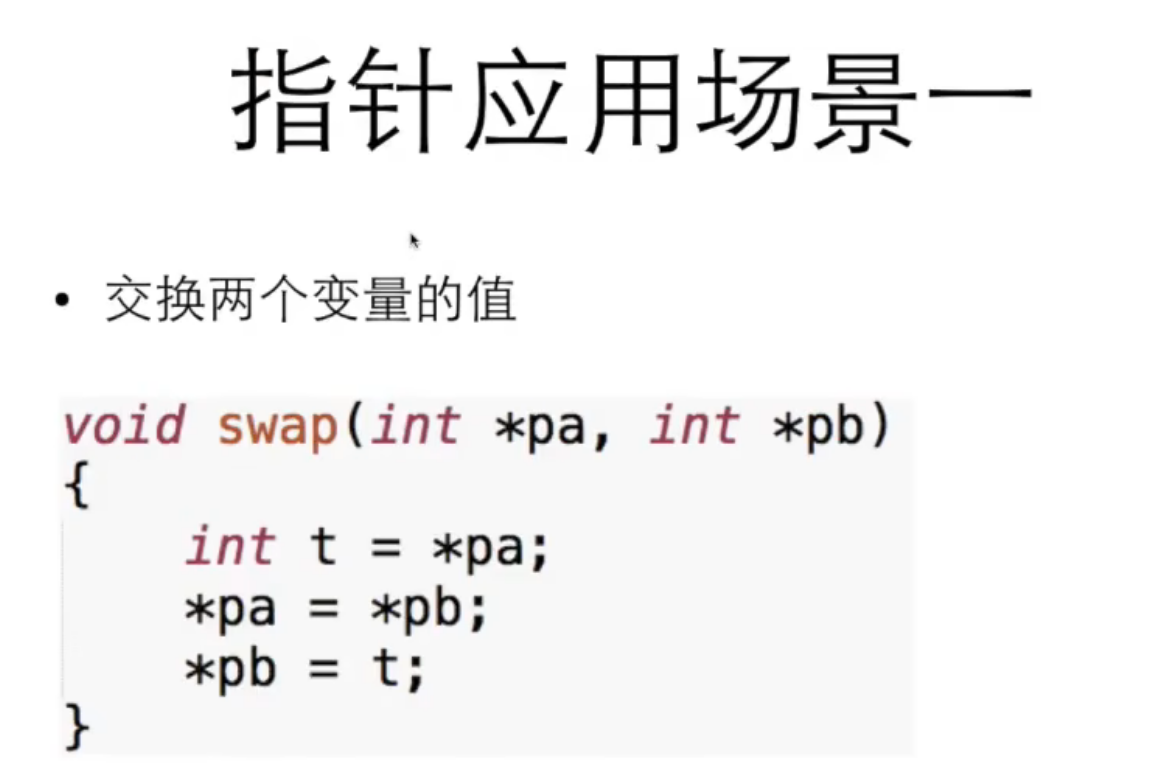 指针应用场景一
• 交换两个变量的值
void swap(int *pa, int *pb)
{
    int t = *pa;
    *pa = *pb;
    *pb = t;
}